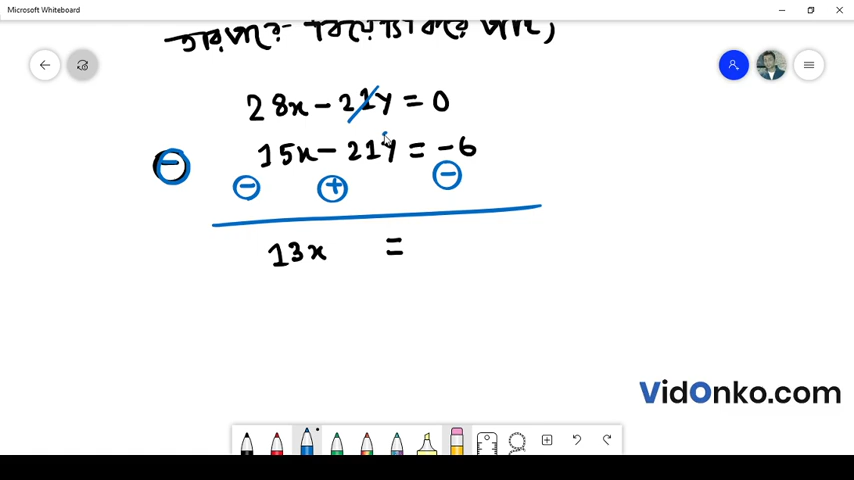 Microsoft Whiteboard
28x - 21y = 0
15x - 21y = -6
- - + -
13x =
VidOnko.com